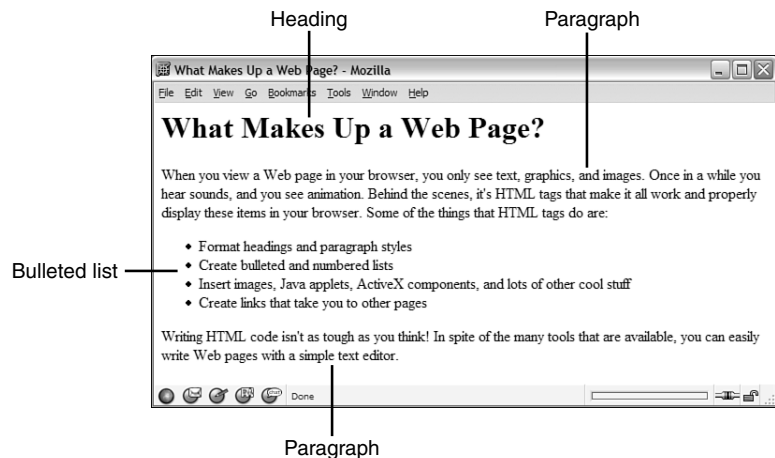 Heading
Paragraph
What Makes Up a Web Page? - Mozilla
File Edit View Go Bookmarks Tools Window Help
What Makes Up a Web Page?
When you view a Web page in your browser, you only see text, graphics, and images. Once in a while you
hear sounds, and you see animation. Behind the scenes, it's HTML tags that make it all work and properly
display these items in your browser. Some of the things that HTML tags do are:
Format headings and paragraph styles
Bulleted list
Create bulleted and numbered lists
Insert images, Java applets, ActiveX components, and lots of other cool stuff
Create links that take you to other pages
Writing HTML code isn't as tough as you think! In spite of the many tools that are available, you can easily
write Web pages with a simple text editor.
Done
Paragraph